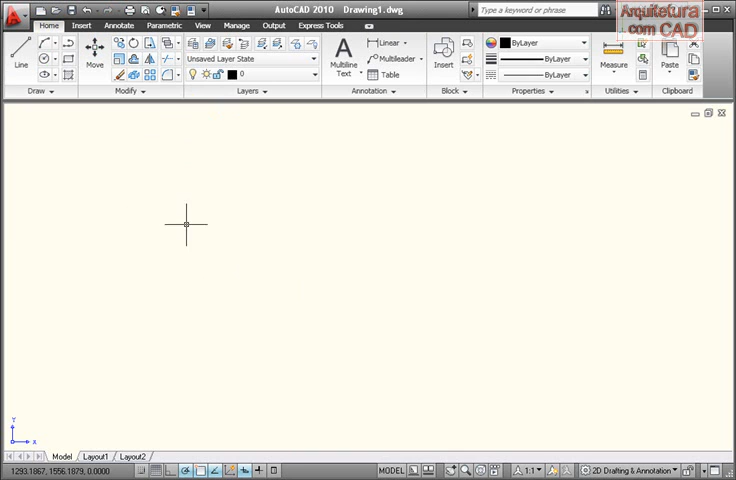 AutoCAD 2010 Drawing1.dwg
Type a keyword or phrase
Arquitetura
com CAD
Home Insert Annotate Parametric View Manage Output Express Tools
Line
Move
Unsaved Layer State
0
Multiline
Text
Linear
Multileader
Table
Insert
ByLayer
ByLayer
ByLayer
Measure
Paste
Draw Modify Layers Annotation Block Properties Utilities Clipboard
Y
X
Model Layout1 Layout2
1293.1867, 1556.1879, 0.0000
MODEL
1:1
2D Drafting & Annotation